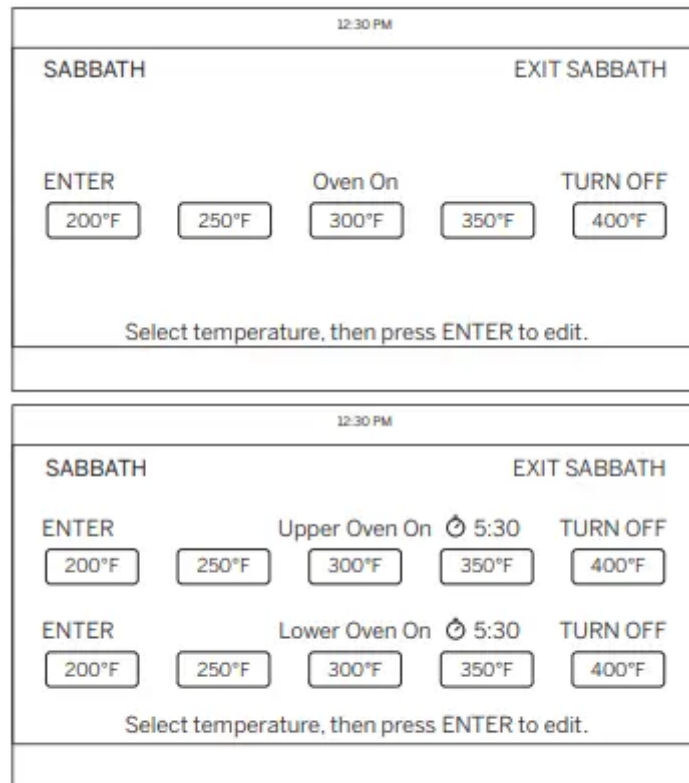 12:30 PM
SABBATH EXIT SABBATH
ENTER Oven On TURN OFF
200°F 250°F 300°F 350°F 400°F
Select temperature, then press ENTER to edit.
12:30 PM
SABBATH EXIT SABBATH
ENTER Upper Oven On 5:30 TURN OFF
200°F 250°F 300°F 350°F 400°F
ENTER Lower Oven On 5:30 TURN OFF
200°F 250°F 300°F 350°F 400°F
Select temperature, then press ENTER to edit.